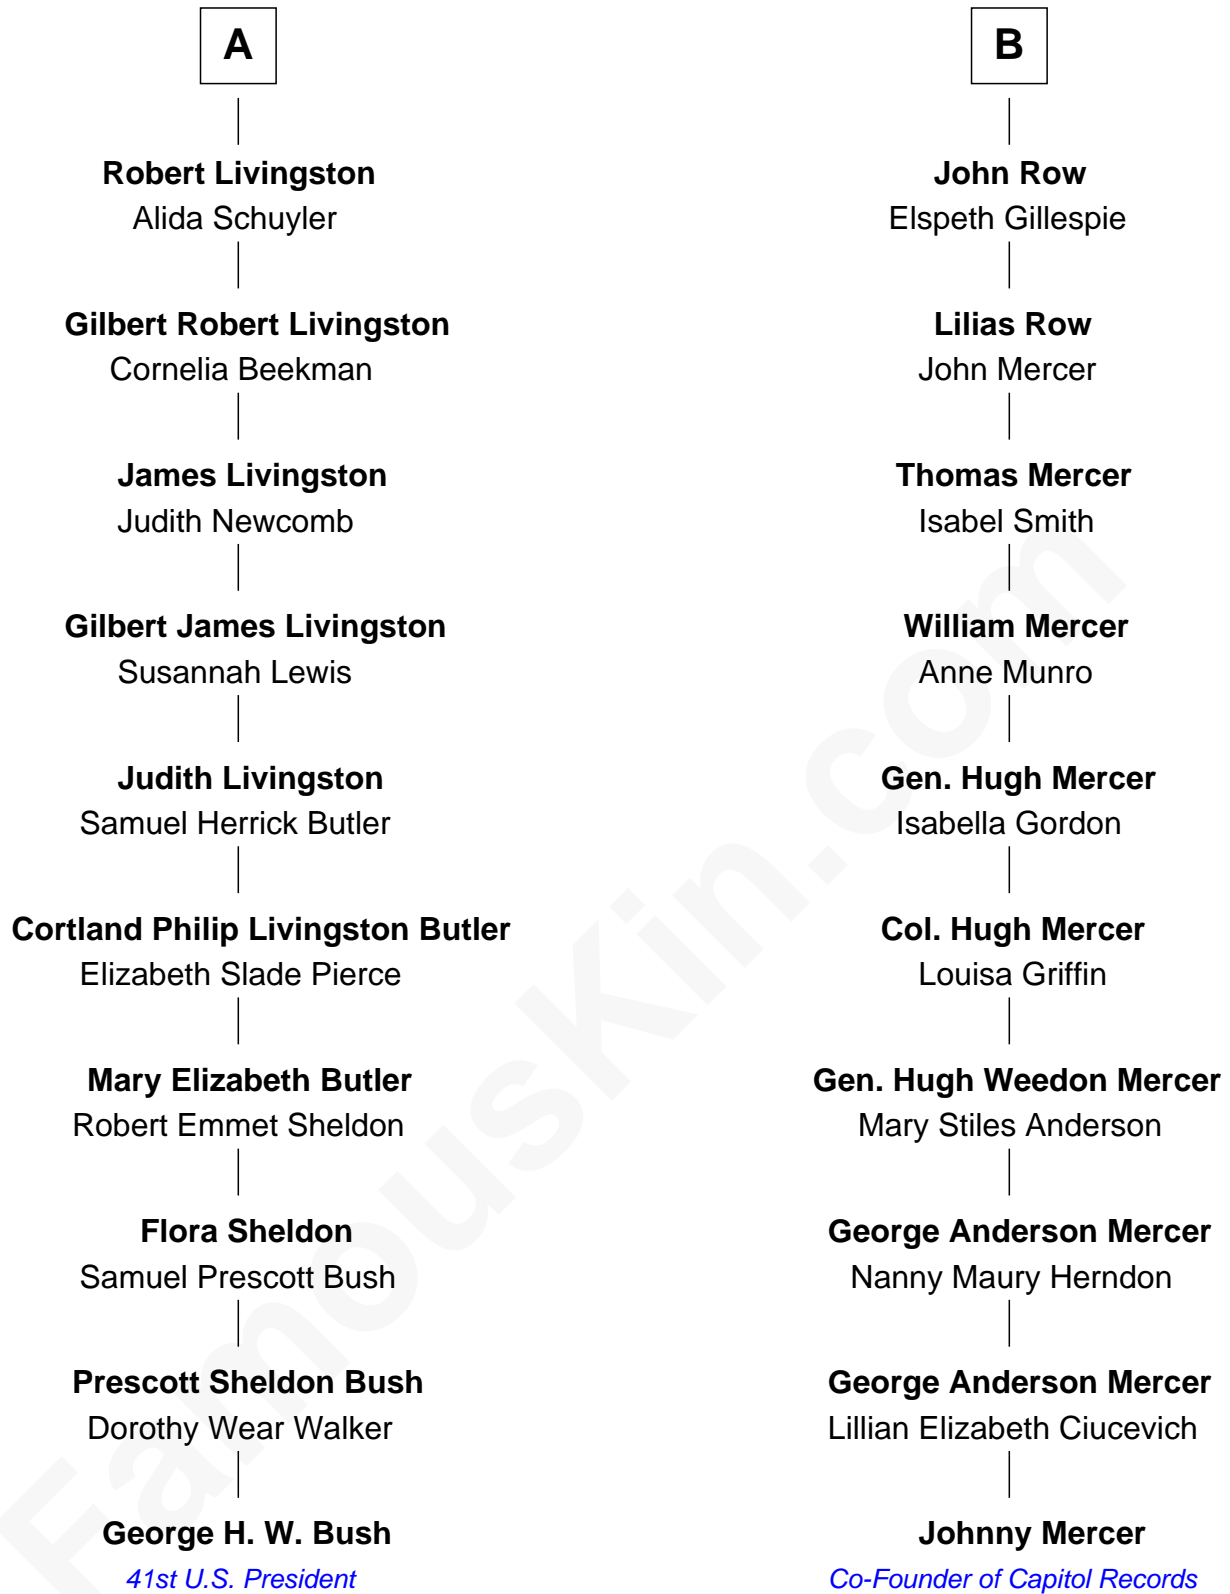 A
Robert Livingston
Alida Schuyler
Gilbert Robert Livingston
Cornelia Beekman
James Livingston
Judith Newcomb
Gilbert James Livingston
Susannah Lewis
Judith Livingston
Samuel Herrick Butler
Cortland Philip Livingston Butler
Elizabeth Slade Pierce
Mary Elizabeth Butler
Robert Emmet Sheldon
Flora Sheldon
Samuel Prescott Bush
Prescott Sheldon Bush
Dorothy Wear Walker
George H. W. Bush
41st U.S. President
B
John Row
Elspeth Gillespie
Lilias Row
John Mercer
Thomas Mercer
Isabel Smith
William Mercer
Anne Munro
Gen. Hugh Mercer
Isabella Gordon
Col. Hugh Mercer
Louisa Griffin
Gen. Hugh Weedon Mercer
Mary Stiles Anderson
George Anderson Mercer
Nanny Maury Herndon
George Anderson Mercer
Lillian Elizabeth Ciucevich
Johnny Mercer
Co-Founder of Capitol Records
FamousKin.com